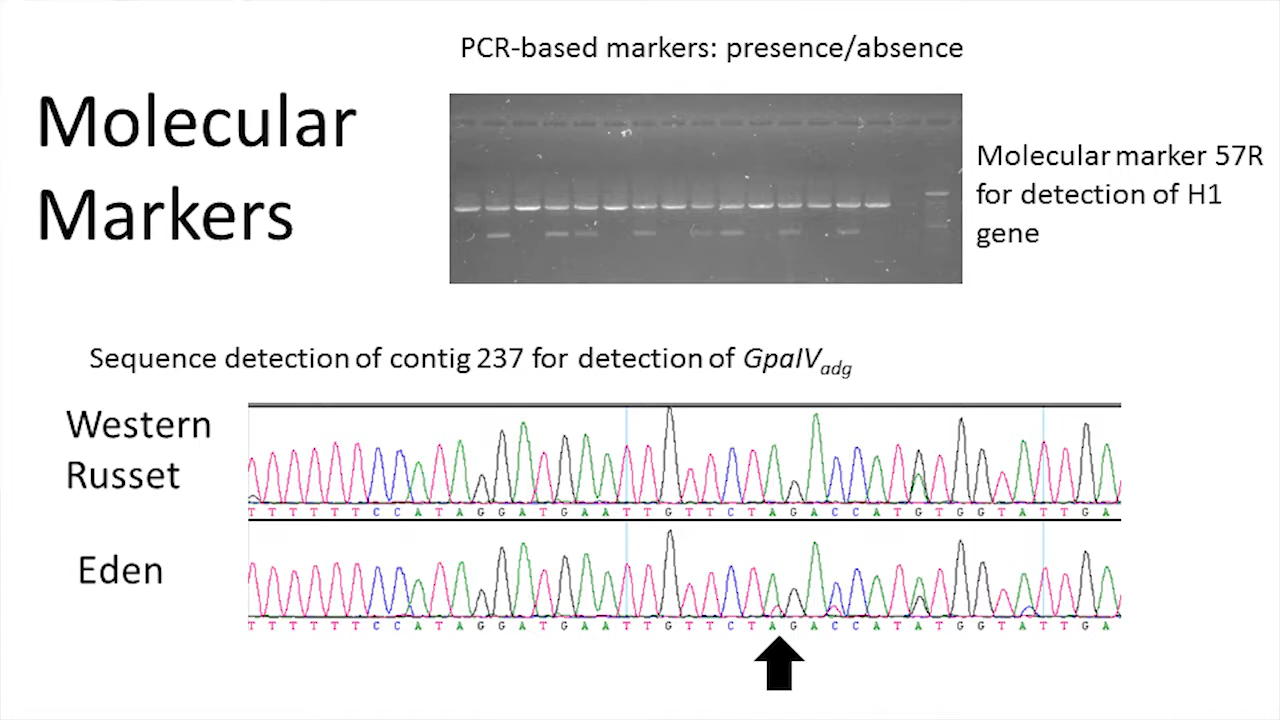 PCR-based markers: presence/absence
Molecular
Markers
Molecular marker 57R
for detection of H1
gene
Sequence detection of contig 237 for detection of GpaIVadg
Western
Russet
T T T T T T C C A T A G G A T G A A T T G T T C T A G A C C A T G T G G T A T T G A
Eden
T T T T T T C C A T A G G A T G A A T T G T T C T A G A C C A T A T G G T A T T G A